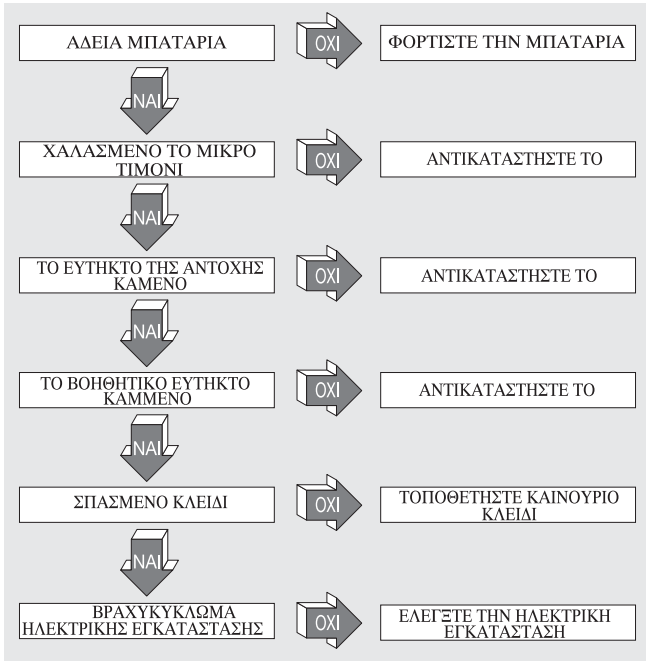 ΑΔΕΙΑ ΜΠΑΤΑΡΙΑ
ΟΧΙ
ΦΟΡΤΙΣΤΕ ΤΗΝ ΜΠΑΤΑΡΙΑ
ΝΑΙ
ΧΑΛΑΣΜΕΝΟ ΤΟ ΜΙΚΡΟ
ΤΙΜΟΝΙ
ΟΧΙ
ΑΝΤΙΚΑΤΑΣΤΗΣΤΕ ΤΟ
ΝΑΙ
ΤΟ ΕΥΤΗΚΤΟ ΤΗΣ ΑΝΤΟΧΗΣ
ΚΑΜΕΝΟ
ΟΧΙ
ΑΝΤΙΚΑΤΑΣΤΗΣΤΕ ΤΟ
ΝΑΙ
ΤΟ ΒΟΗΘΗΤΙΚΟ ΕΥΤΗΚΤΟ
ΚΑΜΜΕΝΟ
ΟΧΙ
ΑΝΤΙΚΑΤΑΣΤΗΣΤΕ ΤΟ
ΝΑΙ
ΣΠΑΣΜΕΝΟ ΚΛΕΙΔΙ
ΟΧΙ
ΤΟΠΟΘΕΤΗΣΤΕ ΚΑΙΝΟΥΡΙΟ
ΚΛΕΙΔΙ
ΝΑΙ
ΒΡΑΧΥΚΥΚΛΩΜΑ
ΗΛΕΚΤΡΙΚΗΣ ΕΓΚΑΤΑΣΤΑΣΗΣ
ΟΧΙ
ΕΛΕΓΞΤΕ ΤΗΝ ΗΛΕΚΤΡΙΚΗ
ΕΓΚΑΤΑΣΤΑΣΗ